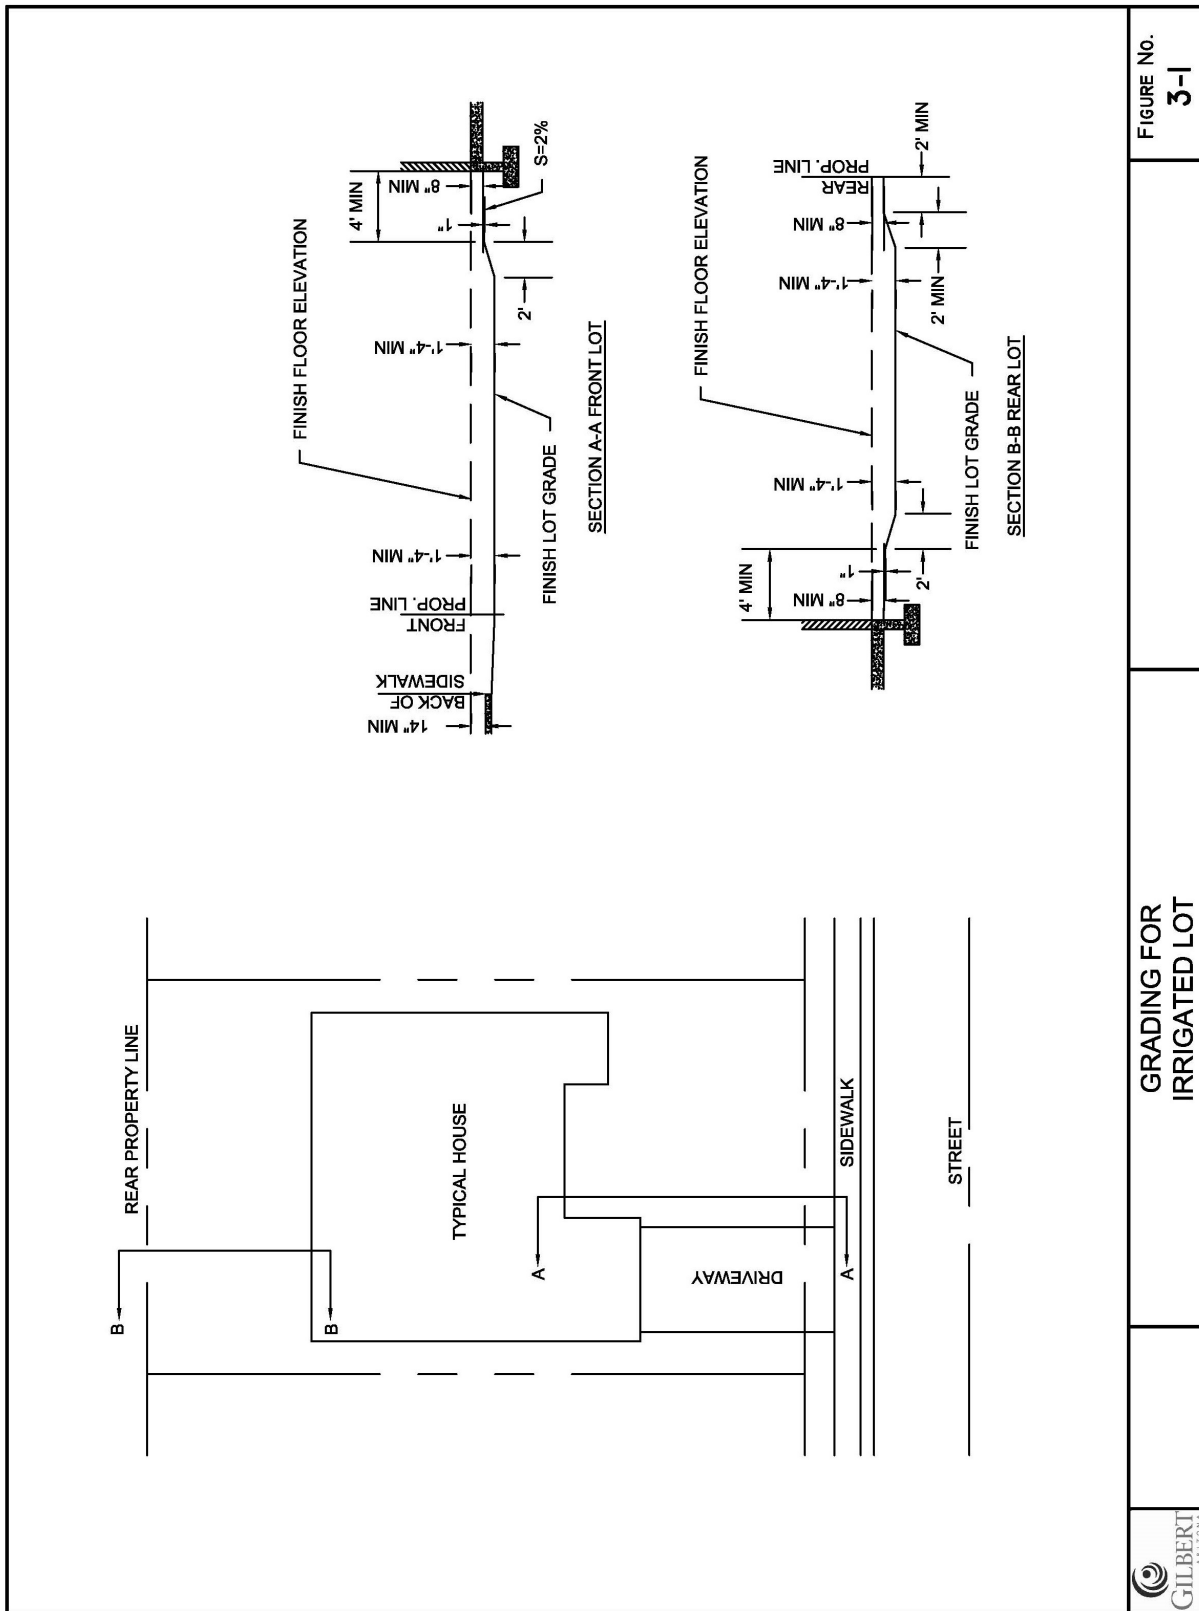 REAR PROPERTY LINE
B
B
TYPICAL HOUSE
A
DRIVEWAY
A
SIDEWALK
STREET
FINISH FLOOR ELEVATION
4' MIN
8" MIN
1"
S=2%
2'
1'-4" MIN
1'-4" MIN
FRONT
PROP. LINE
BACK OF
SIDEWALK
14" MIN
FINISH LOT GRADE
SECTION A-A FRONT LOT
FINISH FLOOR ELEVATION
REAR
PROP. LINE
2' MIN
8" MIN
1'-4" MIN
2' MIN
1'-4" MIN
4' MIN
1"
8" MIN
2'
FINISH LOT GRADE
SECTION B-B REAR LOT
GILBERT
ARIZONA
GRADING FOR
IRRIGATED LOT
FIGURE No.
3-1